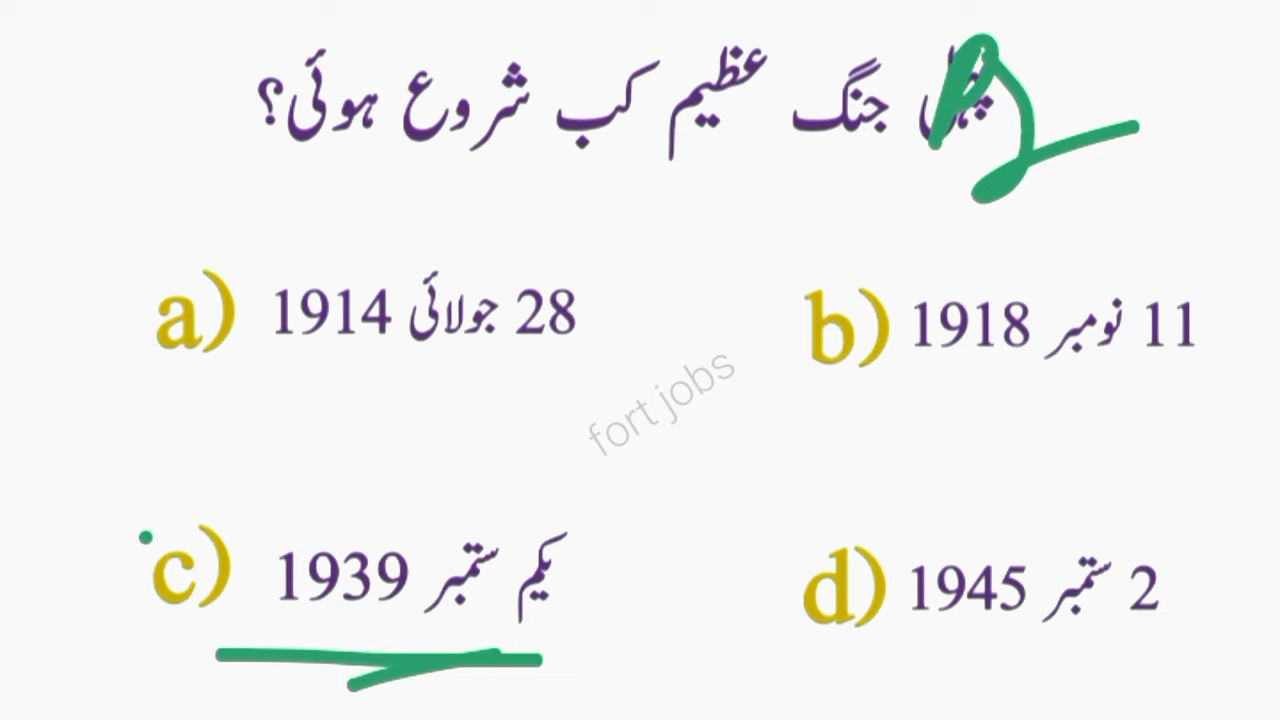 پہلی جنگ عظیم کب شروع ہوئی؟
a) 28 جولائی 1914
b) 11 نومبر 1918
fort jobs
c) یکم ستمبر 1939
d) 2 ستمبر 1945